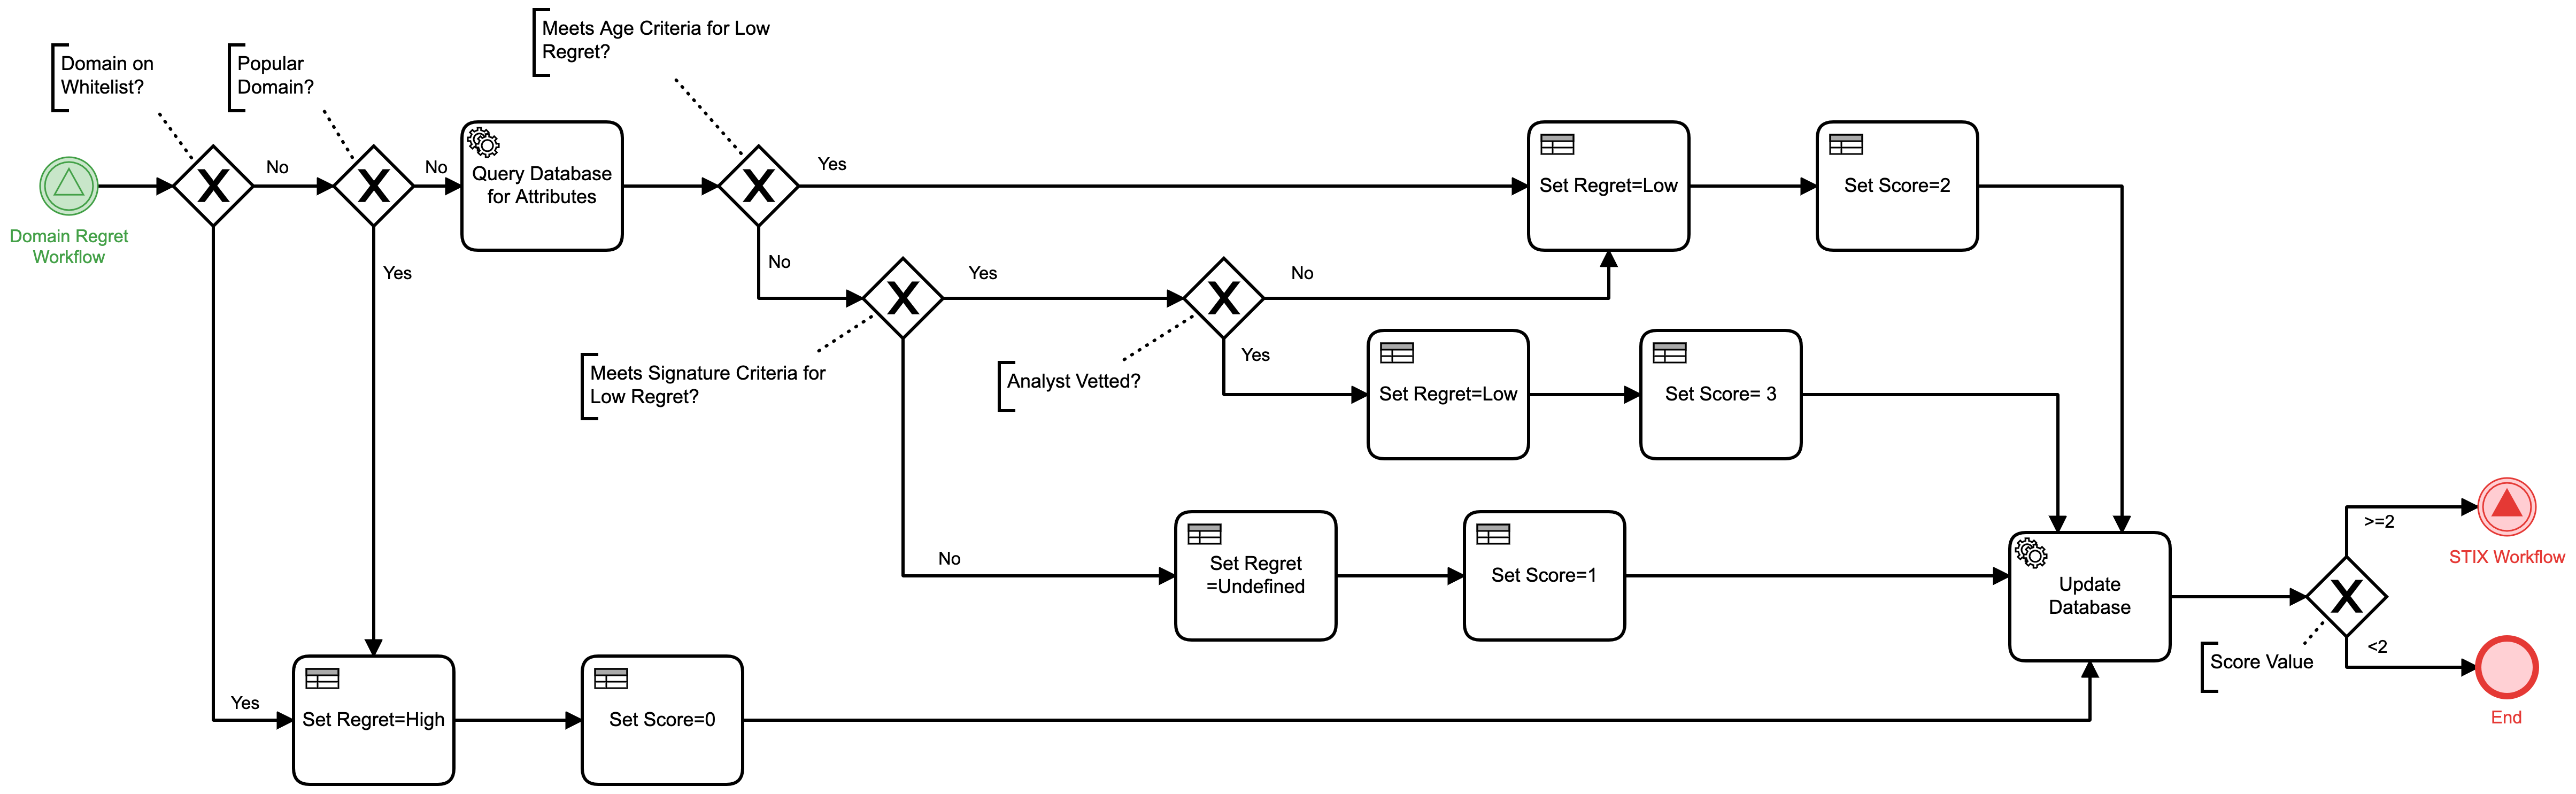 Meets Age Criteria for Low
Regret?
Domain on
Whitelist?
Popular
Domain?
No
No
Yes
Query Database
for Attributes
Set Regret=Low
Set Score=2
Domain Regret
Workflow
Yes
No
Yes
No
Meets Signature Criteria for
Low Regret?
Analyst Vetted?
Yes
Set Regret=Low
Set Score= 3
No
Set Regret
=Undefined
Set Score=1
Update
Database
>=2
STIX Workflow
Score Value
<2
End
Yes
Set Regret=High
Set Score=0